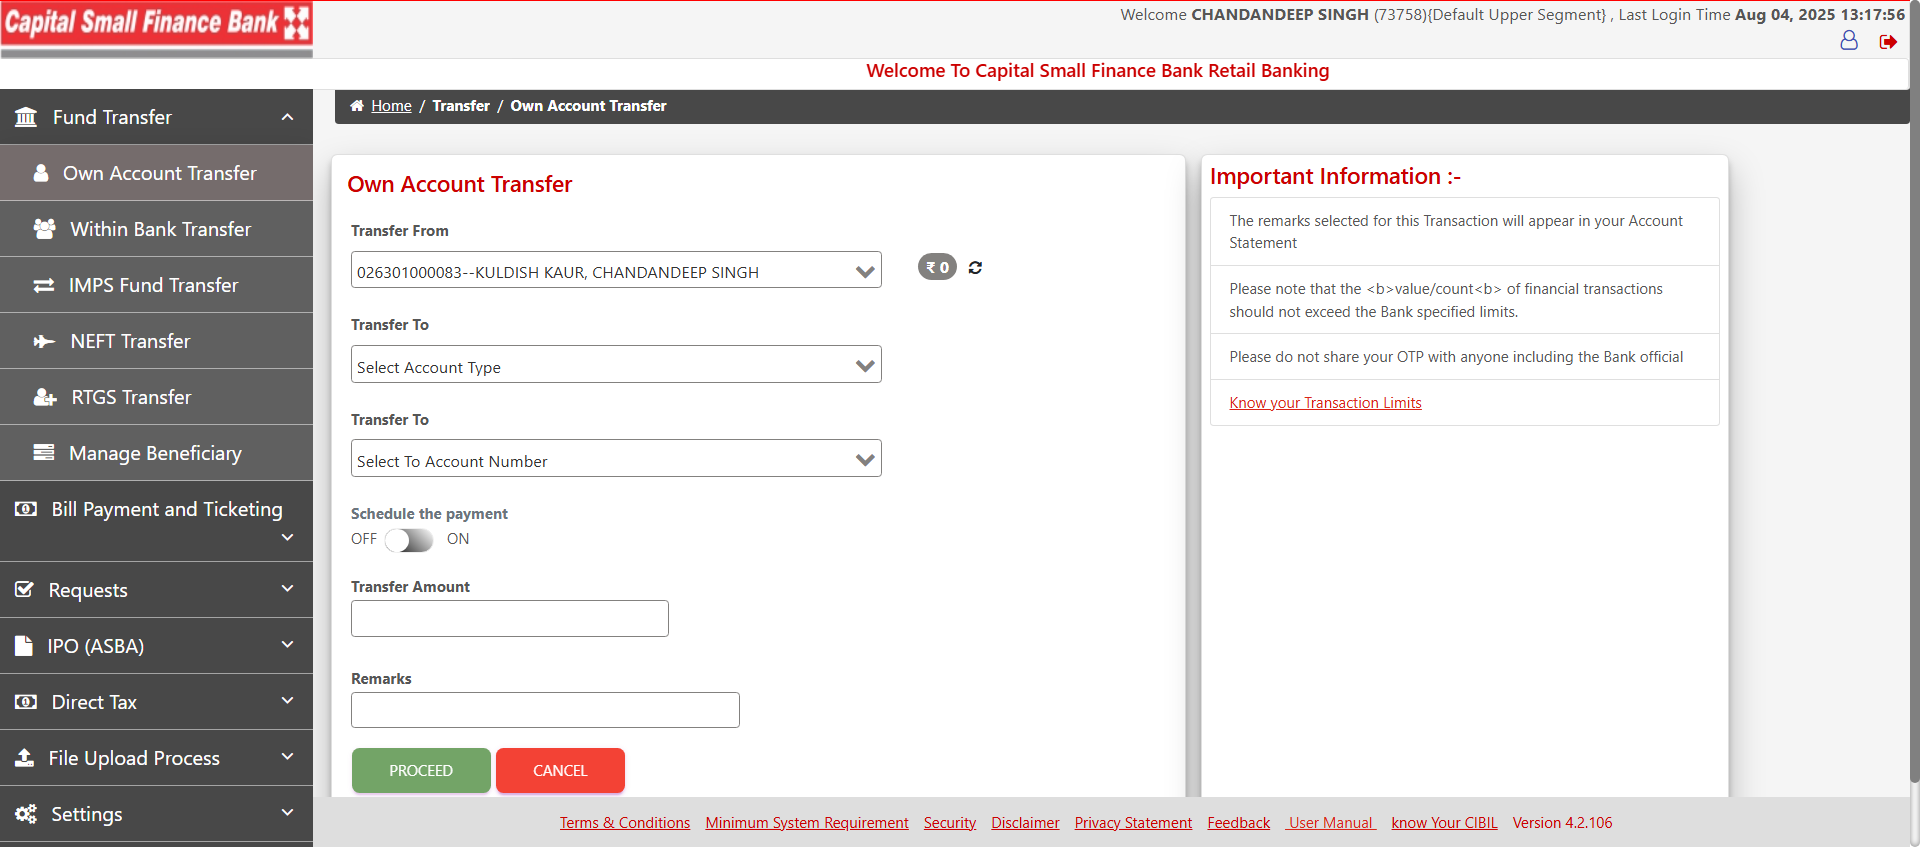 Capital Small Finance Bank
Welcome CHANDANDEEP SINGH (73758){Default Upper Segment} , Last Login Time Aug 04, 2025 13:17:56
Welcome To Capital Small Finance Bank Retail Banking
Home / Transfer / Own Account Transfer
Fund Transfer
Own Account Transfer
Within Bank Transfer
IMPS Fund Transfer
NEFT Transfer
RTGS Transfer
Manage Beneficiary
Bill Payment and Ticketing
Requests
IPO (ASBA)
Direct Tax
File Upload Process
Settings
Own Account Transfer
Transfer From
026301000083--KULDISH KAUR, CHANDANDEEP SINGH
₹ 0
Transfer To
Select Account Type
Transfer To
Select To Account Number
Schedule the payment
OFF ON
Transfer Amount
Remarks
PROCEED CANCEL
Important Information :-
The remarks selected for this Transaction will appear in your Account
Statement
Please note that the <b>value/count<b> of financial transactions
should not exceed the Bank specified limits.
Please do not share your OTP with anyone including the Bank official
Know your Transaction Limits
Terms & Conditions Minimum System Requirement Security Disclaimer Privacy Statement Feedback User Manual know Your CIBIL Version 4.2.106